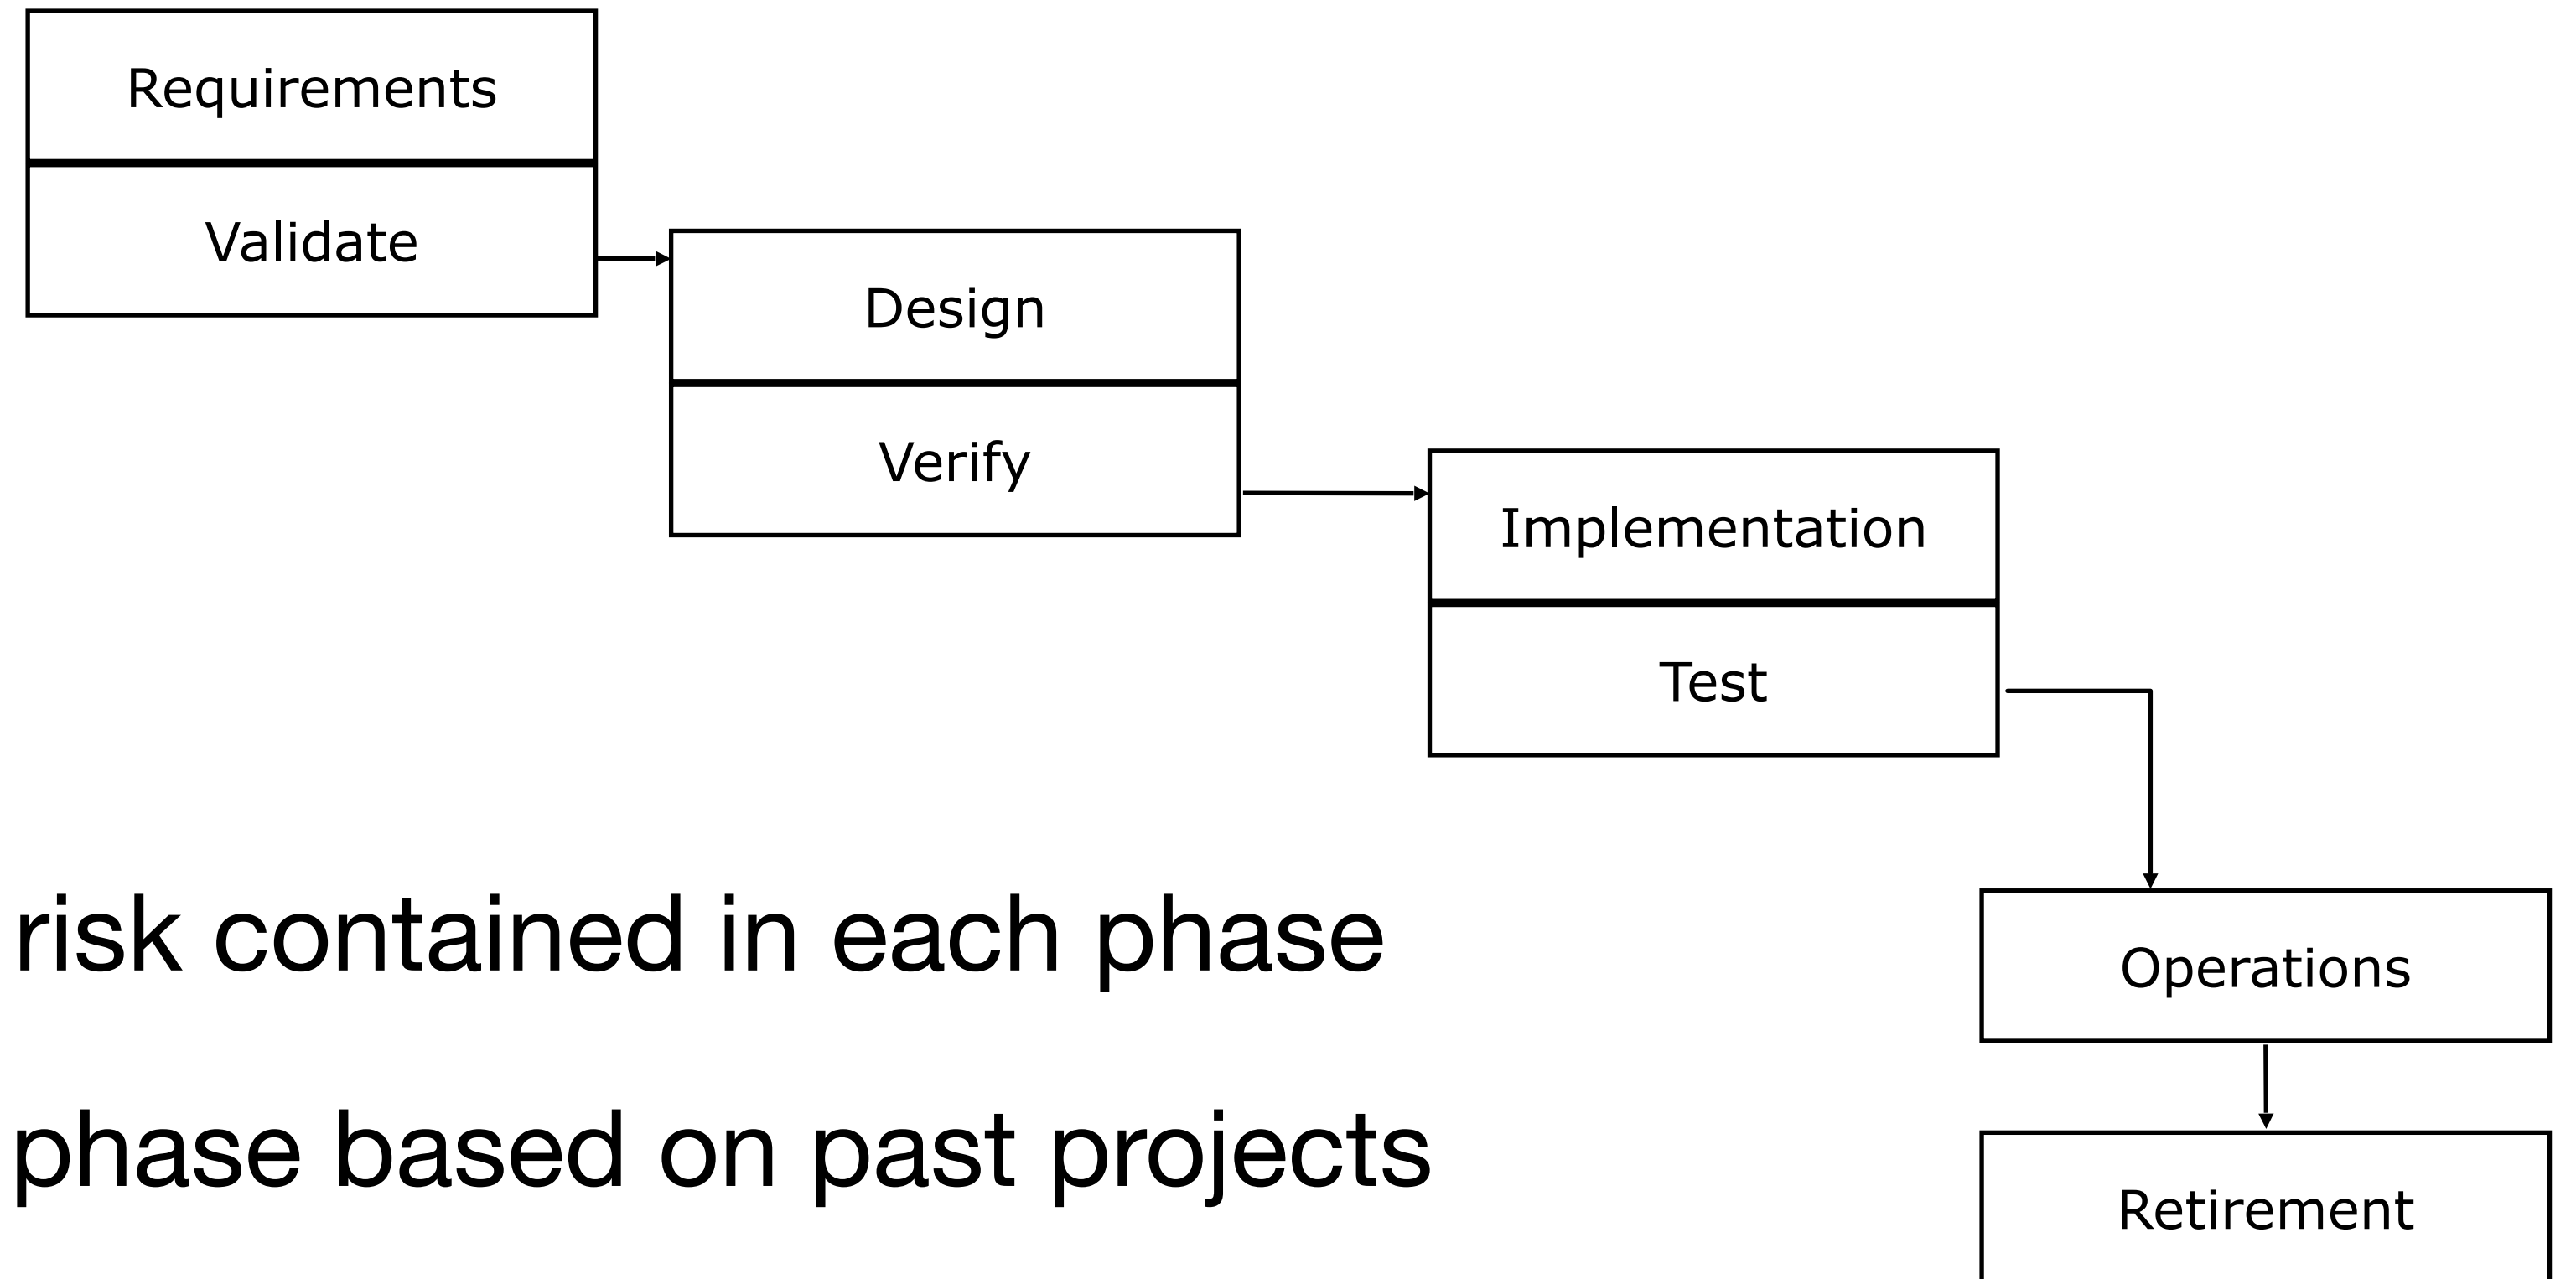 Requirements
Validate
Design
Verify
Implementation
Test
Operations
Retirement
risk contained in each phase
phase based on past projects